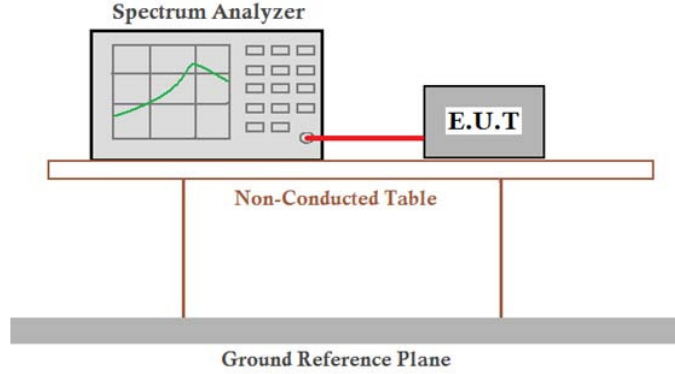 Spectrum Analyzer
E.U.T
Non-Conducted Table
Ground Reference Plane